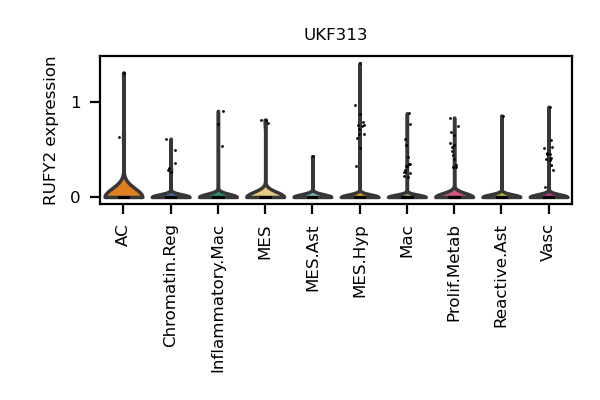 UKF313
RUFY2 expression
1
0
AC
Chromatin.Reg
Inflammatory.Mac
MES
MES.Ast
MES.Hyp
Mac
Prolif.Metab
Reactive.Ast
Vasc